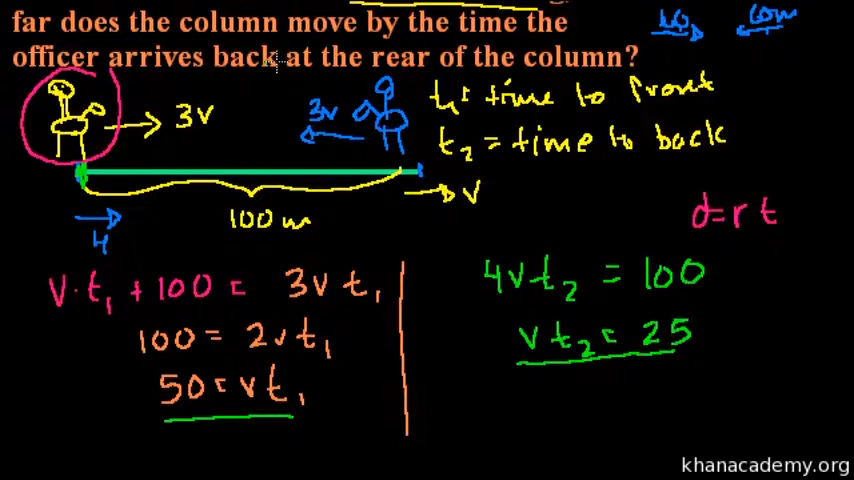 far does the column move by the time the
officer arrives back at the rear of the column?
3v
3v
t₁ = time to front
t₂ = time to back
v
100 m
d=r t
v·t₁ + 100 = 3v t₁
100 = 2v t₁
50 = v t₁
4v t₂ = 100
v t₂ = 25
khanacademy.org